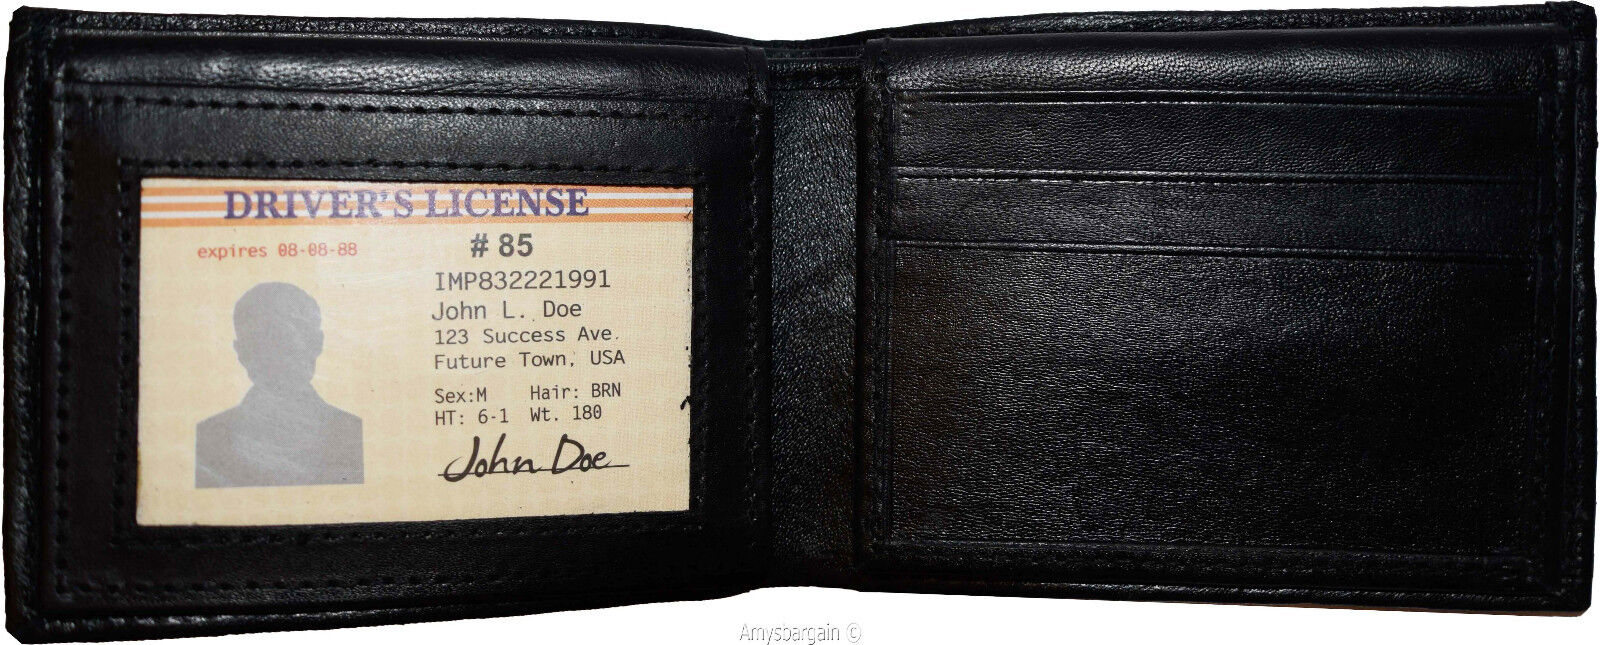 DRIVER'S LICENSE
expires 08-08-88
# 85
IMP832221991
John L. Doe
123 Success Ave.
Future Town, USA
Sex:M Hair: BRN
HT: 6-1 Wt. 180
John Doe
Amysbargain ©